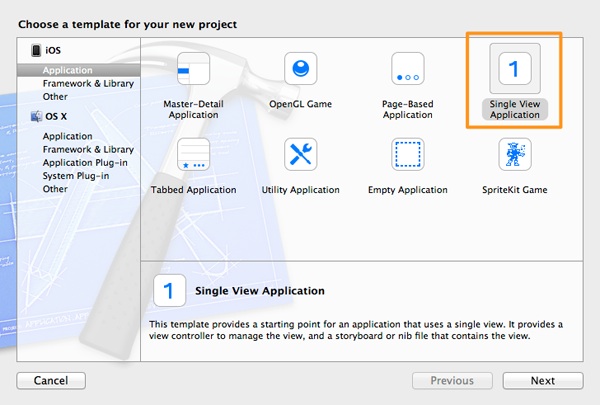 Choose a template for your new project
iOS
Application
Framework & Library
Other
OS X
Application
Framework & Library
Application Plug-in
System Plug-in
Other
Master-Detail
Application
OpenGL Game
Page-Based
Application
1
Single View
Application
Tabbed Application
Utility Application
Empty Application
SpriteKit Game
1
Single View Application
This template provides a starting point for an application that uses a single view. It provides a
view controller to manage the view, and a storyboard or nib file that contains the view.
Cancel
Previous
Next